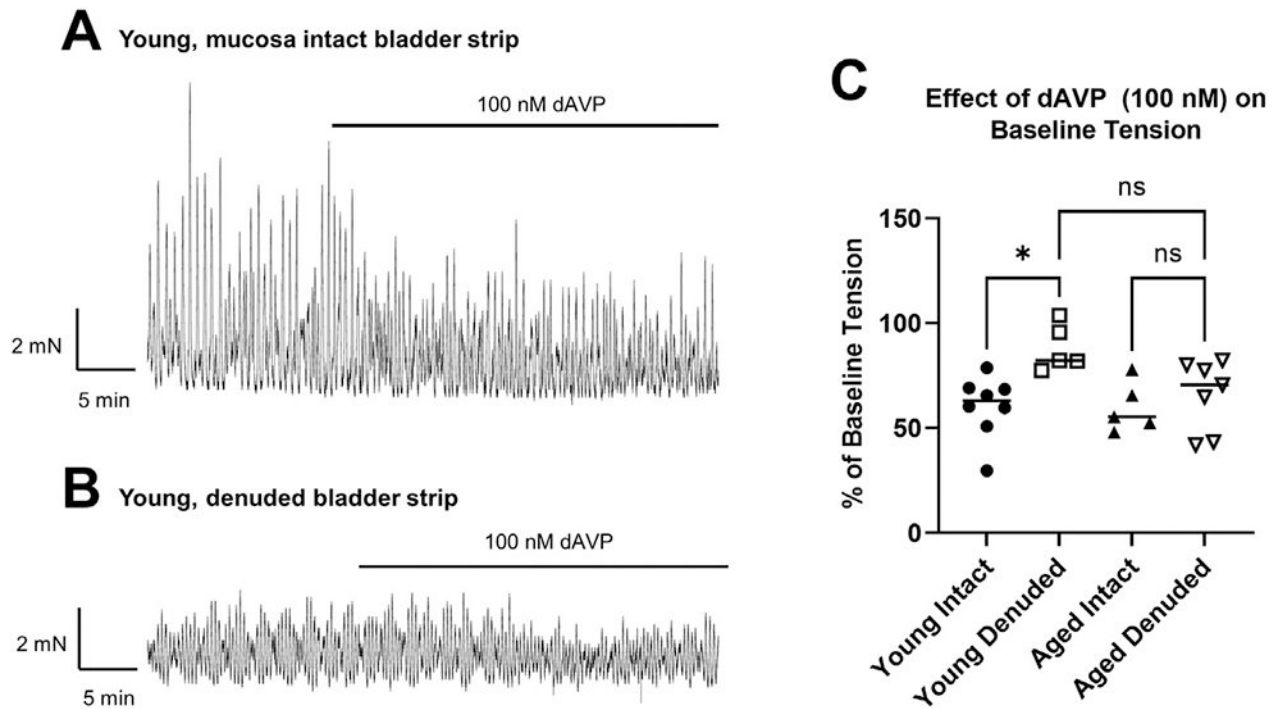 A Young, mucosa intact bladder strip
100 nM dAVP
2 mN
5 min
B Young, denuded bladder strip
100 nM dAVP
2 mN
5 min
C
Effect of dAVP (100 nM) on
Baseline Tension
ns
* ns
150
100
50
0
% of Baseline Tension
Young Intact
Young Denuded
Aged Intact
Aged Denuded